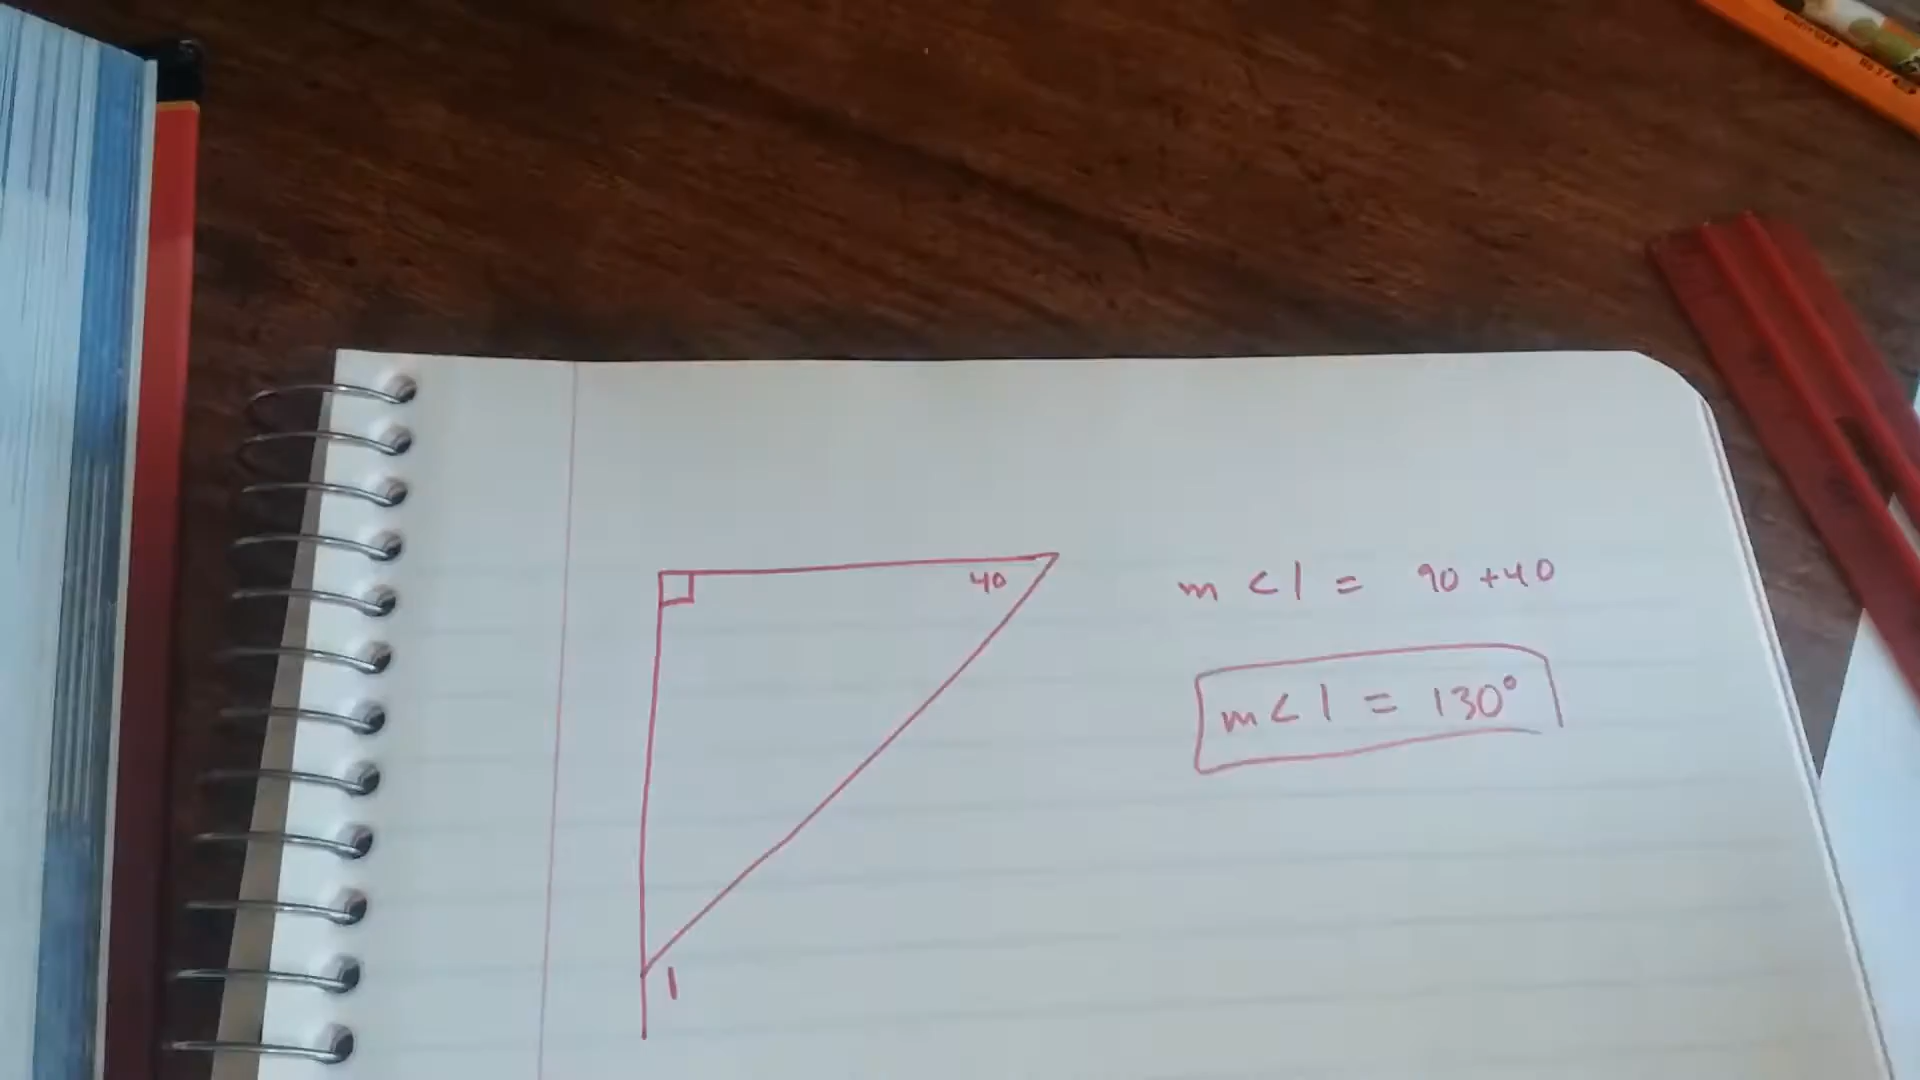 40
m < 1 = 90 + 40
m < 1 = 130°
1